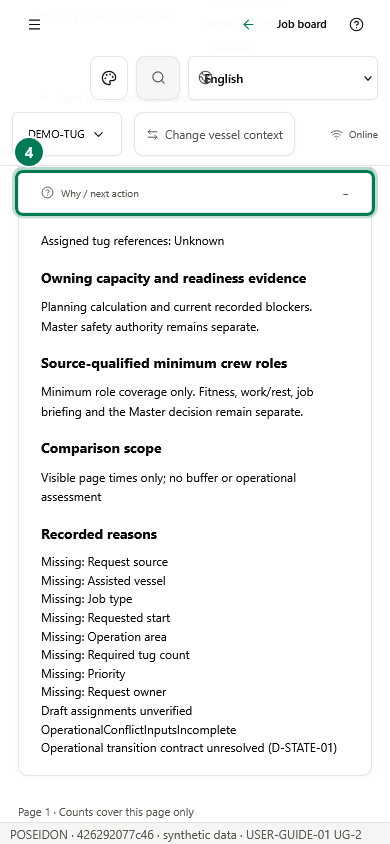 Job board
English
DEMO-TUG
Change vessel context
Online
4
Why / next action
Assigned tug references: Unknown
Owning capacity and readiness evidence
Planning calculation and current recorded blockers.
Master safety authority remains separate.
Source-qualified minimum crew roles
Minimum role coverage only. Fitness, work/rest, job
briefing and the Master decision remain separate.
Comparison scope
Visible page times only; no buffer or operational
assessment
Recorded reasons
Missing: Request source
Missing: Assisted vessel
Missing: Job type
Missing: Requested start
Missing: Operation area
Missing: Required tug count
Missing: Priority
Missing: Request owner
Draft assignments unverified
OperationalConflictInputsIncomplete
Operational transition contract unresolved (D-STATE-01)
Page 1 · Counts cover this page only
POSEIDON · 426292077c46 · synthetic data · USER-GUIDE-01 UG-2